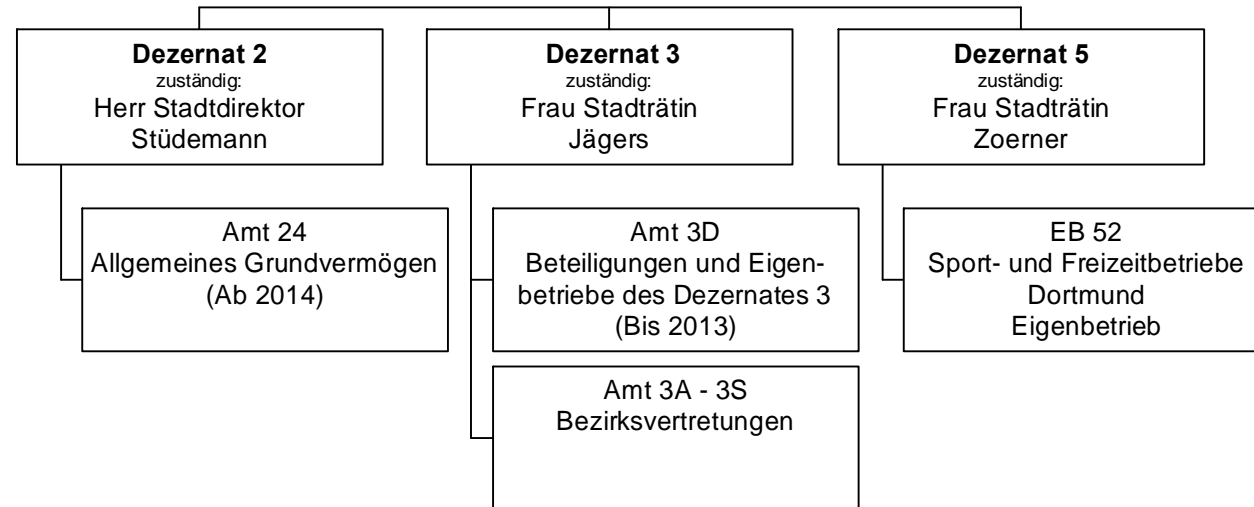 Dezernat 2
zuständig:
Herr Stadtdirektor
Stüdemann
Dezernat 3
zuständig:
Frau Stadträtin
Jägers
Dezernat 5
zuständig:
Frau Stadträtin
Zoerner
Amt 24
Allgemeines Grundvermögen
(Ab 2014)
Amt 3D
Beteiligungen und Eigen-
betriebe des Dezernates 3
(Bis 2013)
EB 52
Sport- und Freizeitbetriebe
Dortmund
Eigenbetrieb
Amt 3A - 3S
Bezirksvertretungen